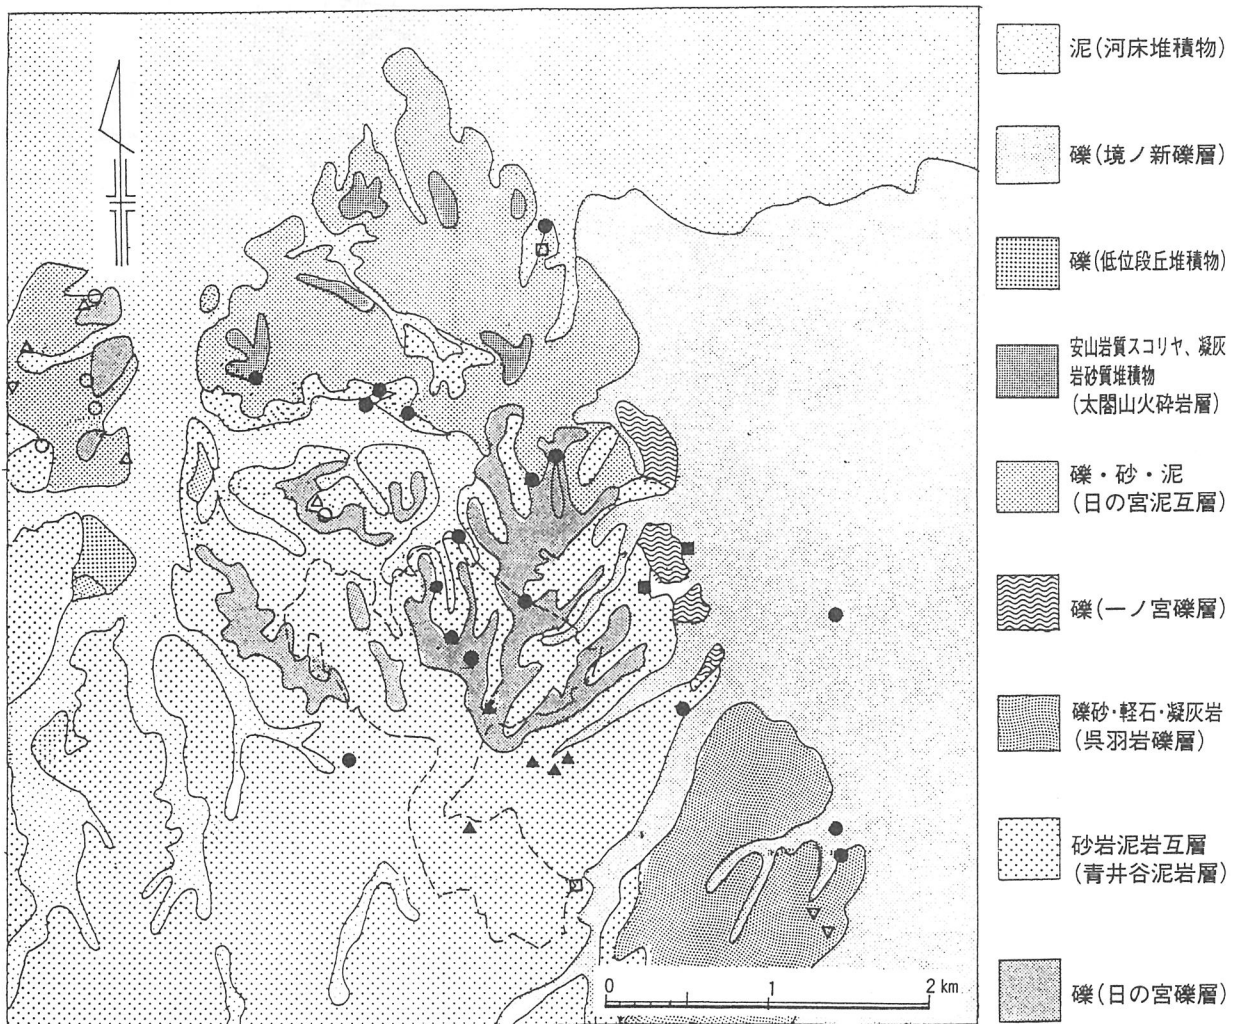 泥(河床堆積物)
礫(境ノ新礫層)
礫(低位段丘堆積物)
安山岩質スコリヤ、凝灰
岩砂質堆積物
(太閤山火砕岩層)
礫・砂・泥
(日の宮泥互層)
礫(一ノ宮礫層)
礫砂・軽石・凝灰岩
(呉羽岩礫層)
砂岩泥岩互層
(青井谷泥岩層)
礫(日の宮礫層)
0 1 2 km